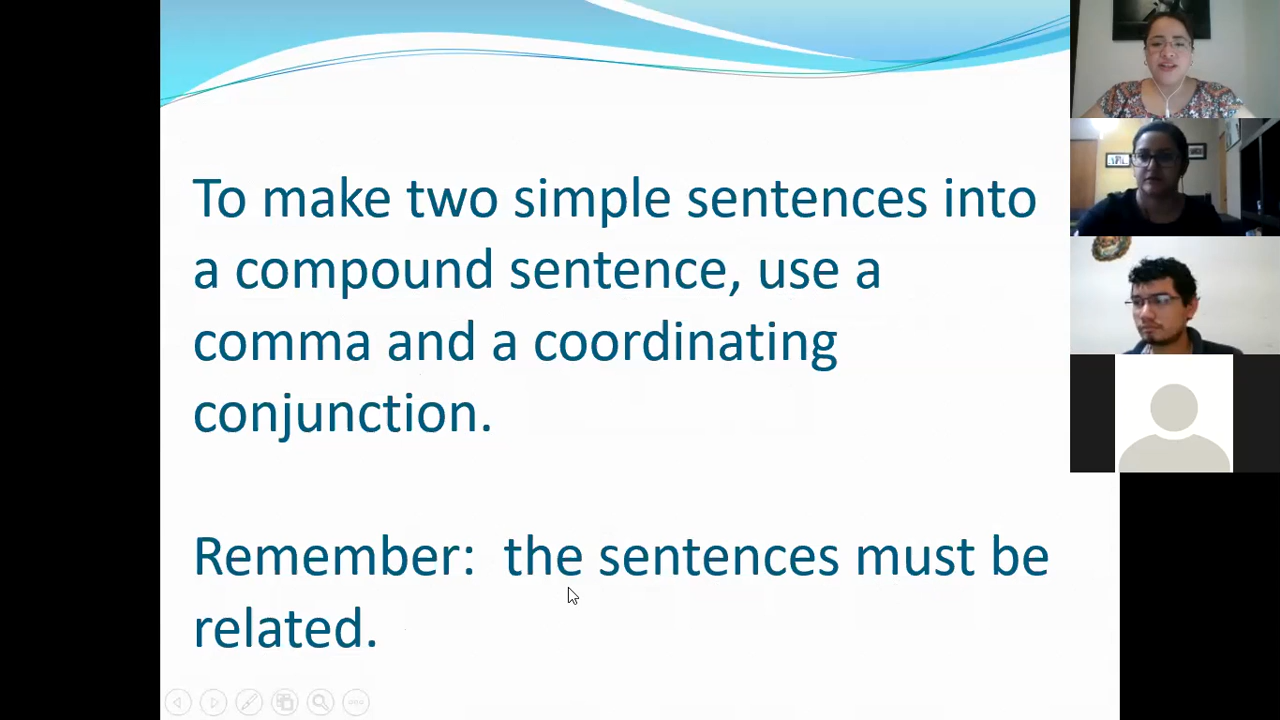 To make two simple sentences into
a compound sentence, use a
comma and a coordinating
conjunction.
Remember:  the sentences must be
related.